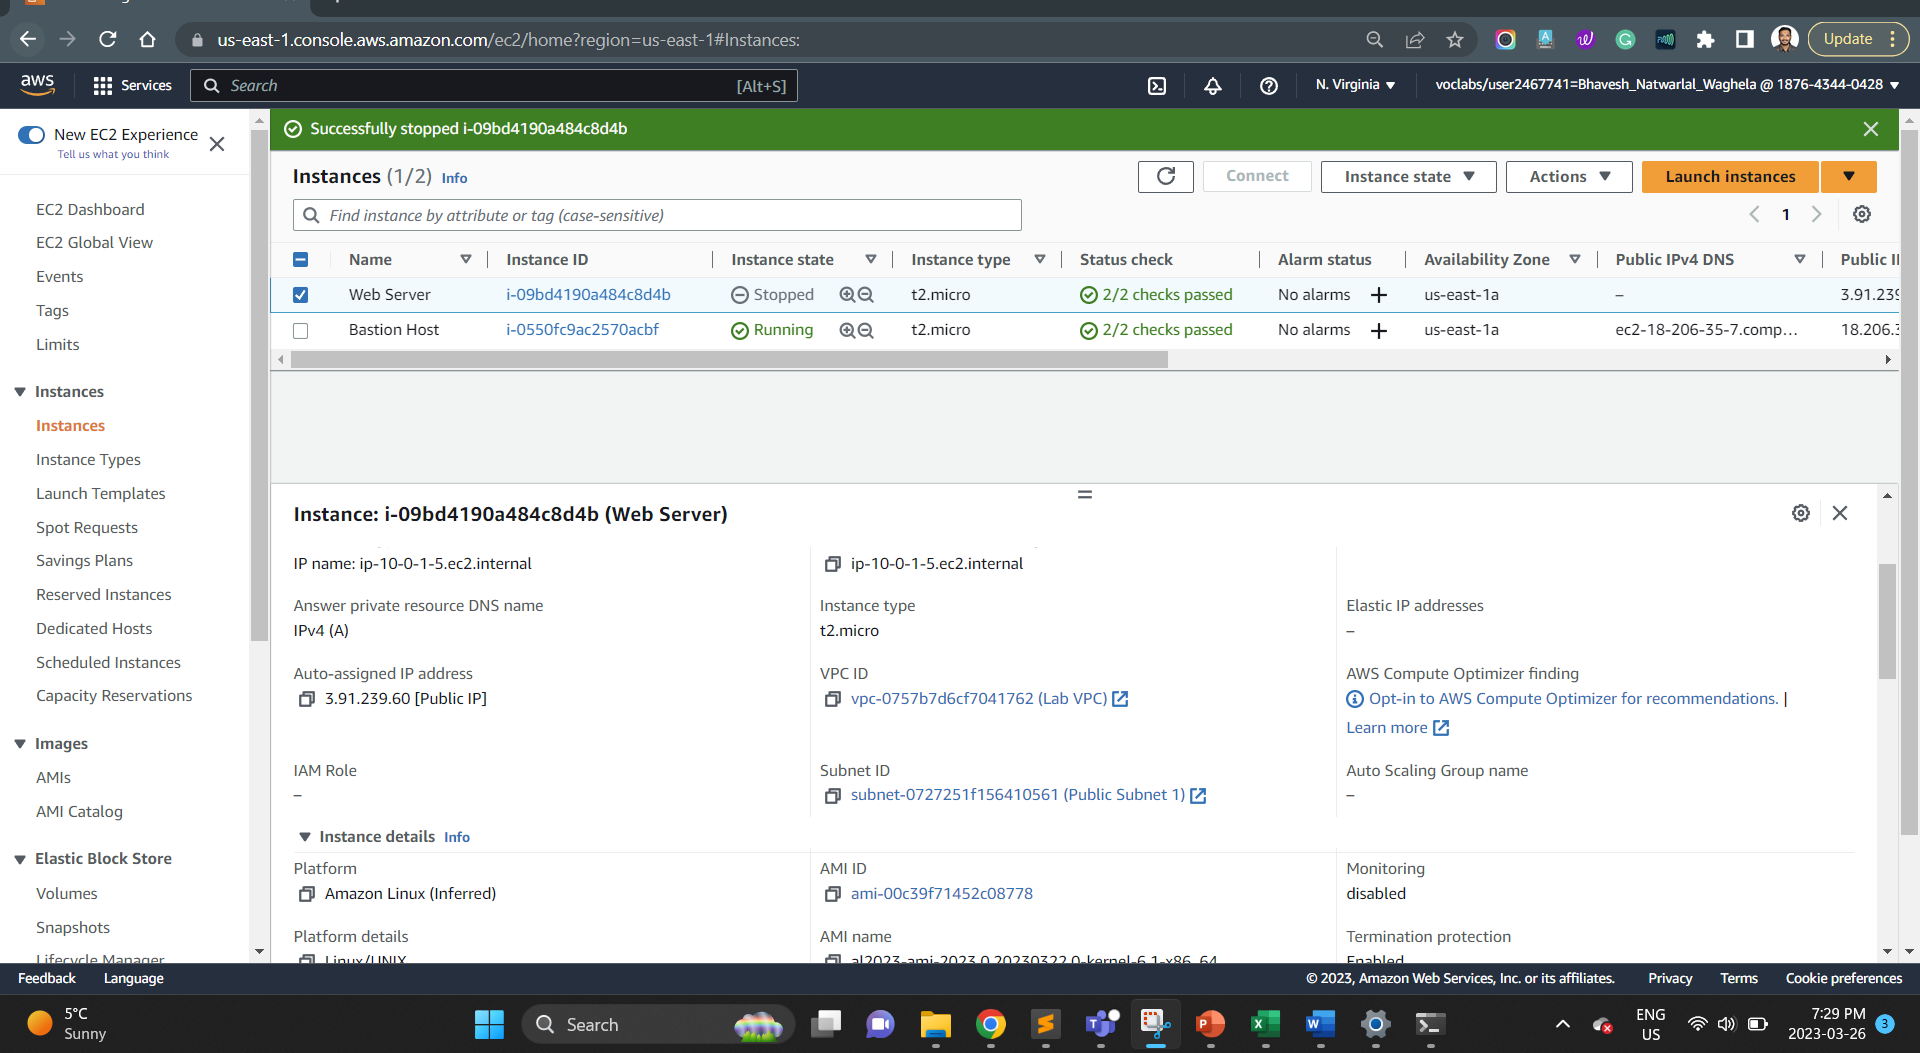 us-east-1.console.aws.amazon.com/ec2/home?region=us-east-1#Instances:
Update
aws
Services
Search
[Alt+S]
N. Virginia
voclabs/user2467741=Bhavesh_Natwarlal_Waghela @ 1876-4344-0428
New EC2 Experience
Tell us what you think
EC2 Dashboard
EC2 Global View
Events
Tags
Limits
Instances
Instances
Instance Types
Launch Templates
Spot Requests
Savings Plans
Reserved Instances
Dedicated Hosts
Scheduled Instances
Capacity Reservations
Images
AMIs
AMI Catalog
Elastic Block Store
Volumes
Snapshots
Lifecycle Manager
Successfully stopped i-09bd4190a484c8d4b
Instances (1/2) Info
Connect
Instance state
Actions
Launch instances
Find instance by attribute or tag (case-sensitive)
1
Name Instance ID Instance state Instance type Status check Alarm status Availability Zone Public IPv4 DNS Public
Web Server i-09bd4190a484c8d4b Stopped t2.micro 2/2 checks passed No alarms + us-east-1a – 3.91.239
Bastion Host i-0550fc9ac2570acbf Running t2.micro 2/2 checks passed No alarms + us-east-1a ec2-18-206-35-7.comp... 18.206.3
Instance: i-09bd4190a484c8d4b (Web Server)
IP name: ip-10-0-1-5.ec2.internal
ip-10-0-1-5.ec2.internal
Answer private resource DNS name
IPv4 (A)
Instance type
t2.micro
Elastic IP addresses
–
Auto-assigned IP address
3.91.239.60 [Public IP]
VPC ID
vpc-0757b7d6cf7041762 (Lab VPC)
AWS Compute Optimizer finding
Opt-in to AWS Compute Optimizer for recommendations. |
Learn more
IAM Role
–
Subnet ID
subnet-0727251f156410561 (Public Subnet 1)
Auto Scaling Group name
–
Instance details Info
Platform
Amazon Linux (Inferred)
AMI ID
ami-00c39f71452c08778
Monitoring
disabled
Platform details
Linux/UNIX
AMI name
al2023-ami-2023.0.20230322.0-kernel-6.1-x86_64
Termination protection
Enabled
Feedback
Language
© 2023, Amazon Web Services, Inc. or its affiliates.
Privacy
Terms
Cookie preferences
5°C
Sunny
Search
ENG
US
7:29 PM
2023-03-26
3